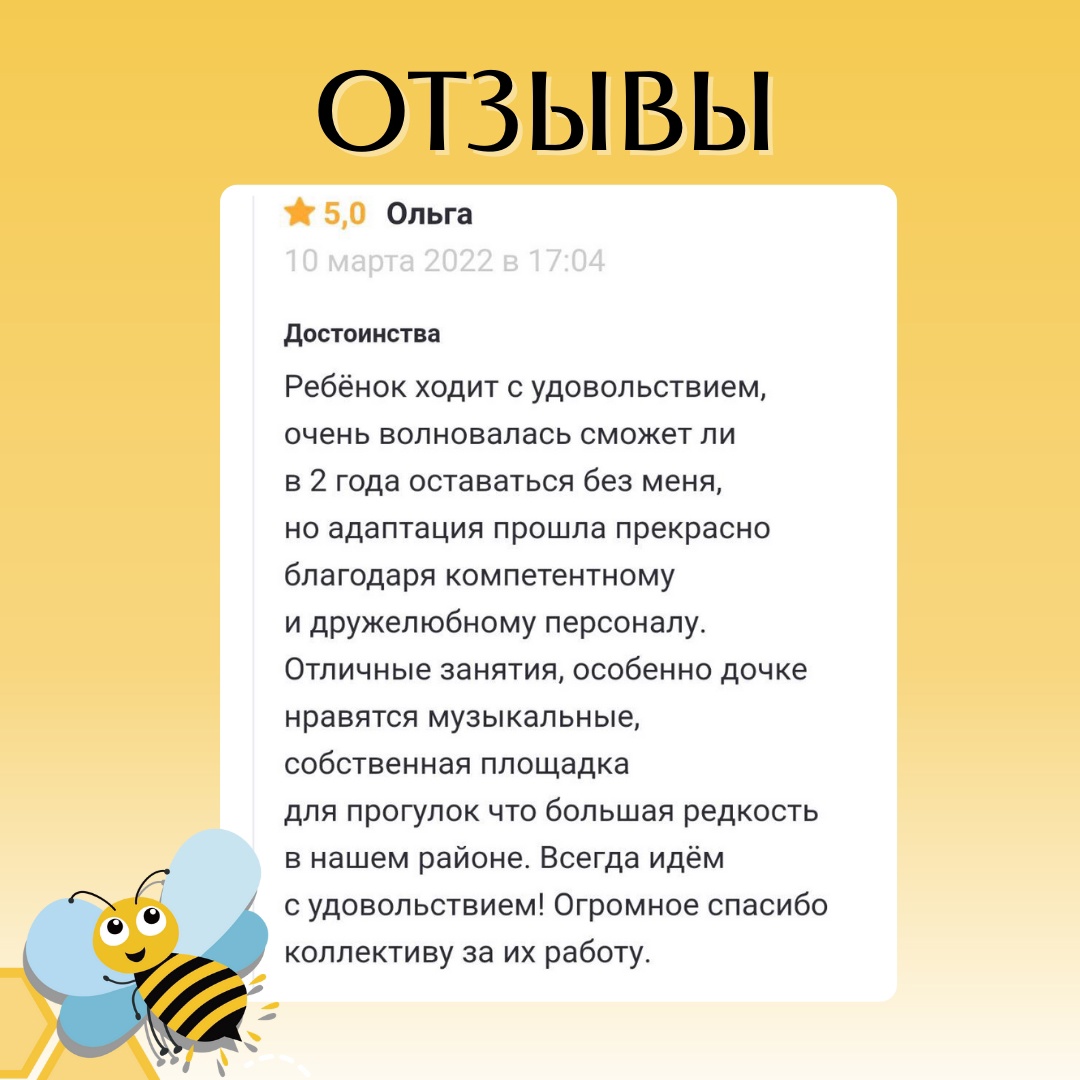 ОТЗЫВЫ
5,0 Ольга
10 марта 2022 в 17:04
Достоинства
Ребёнок ходит с удовольствием,
очень волновалась сможет ли
в 2 года оставаться без меня,
но адаптация прошла прекрасно
благодаря компетентному
и дружелюбному персоналу.
Отличные занятия, особенно дочке
нравятся музыкальные,
собственная площадка
для прогулок что большая редкость
в нашем районе. Всегда идём
с удовольствием! Огромное спасибо
коллективу за их работу.